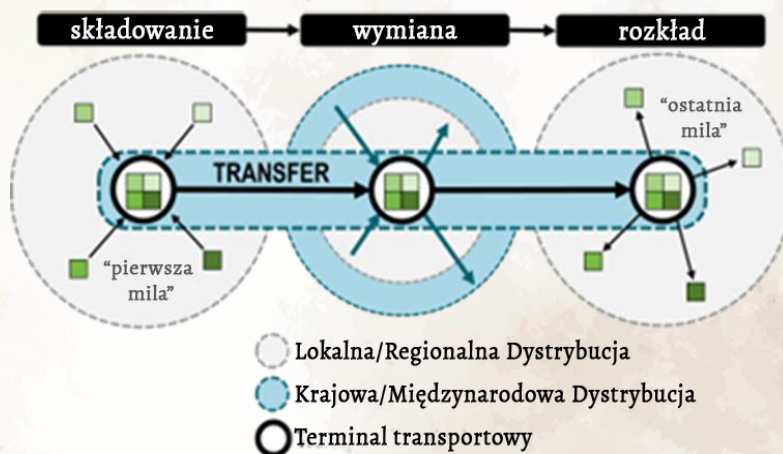 składowanie
wymiana
rozkład
"ostatnia
mila"
TRANSFER
"pierwsza
mila"
Lokalna/Regionalna Dystrybucja
Krajowa/Międzynarodowa Dystrybucja
Terminal transportowy